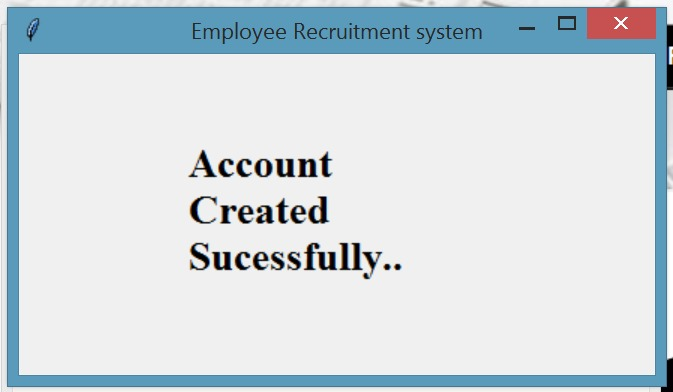 Employee Recruitment system
Account
Created
Sucessfully..